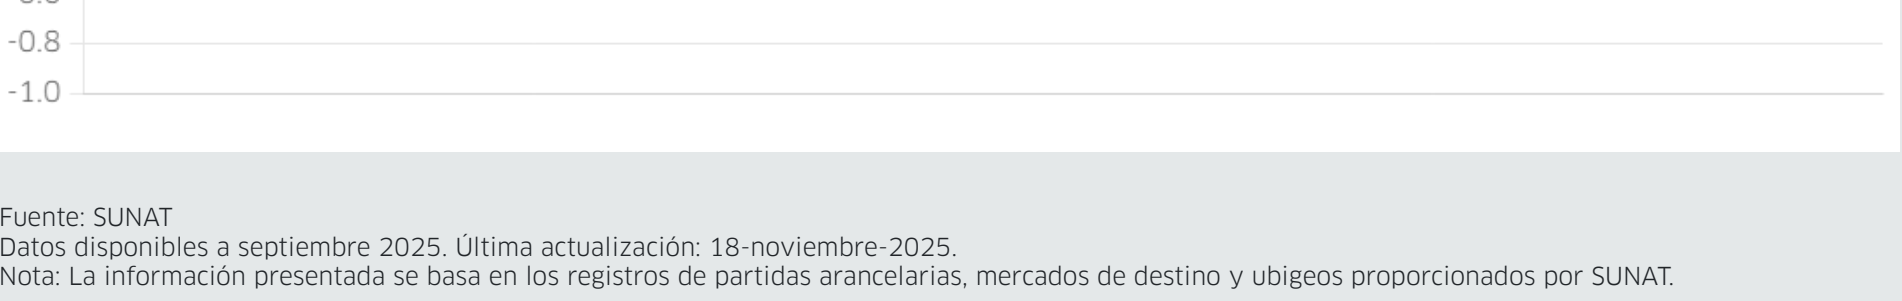 -0.8
-1.0
Fuente: SUNAT
Datos disponibles a septiembre 2025. Última actualización: 18-noviembre-2025.
Nota: La información presentada se basa en los registros de partidas arancelarias, mercados de destino y ubigeos proporcionados por SUNAT.